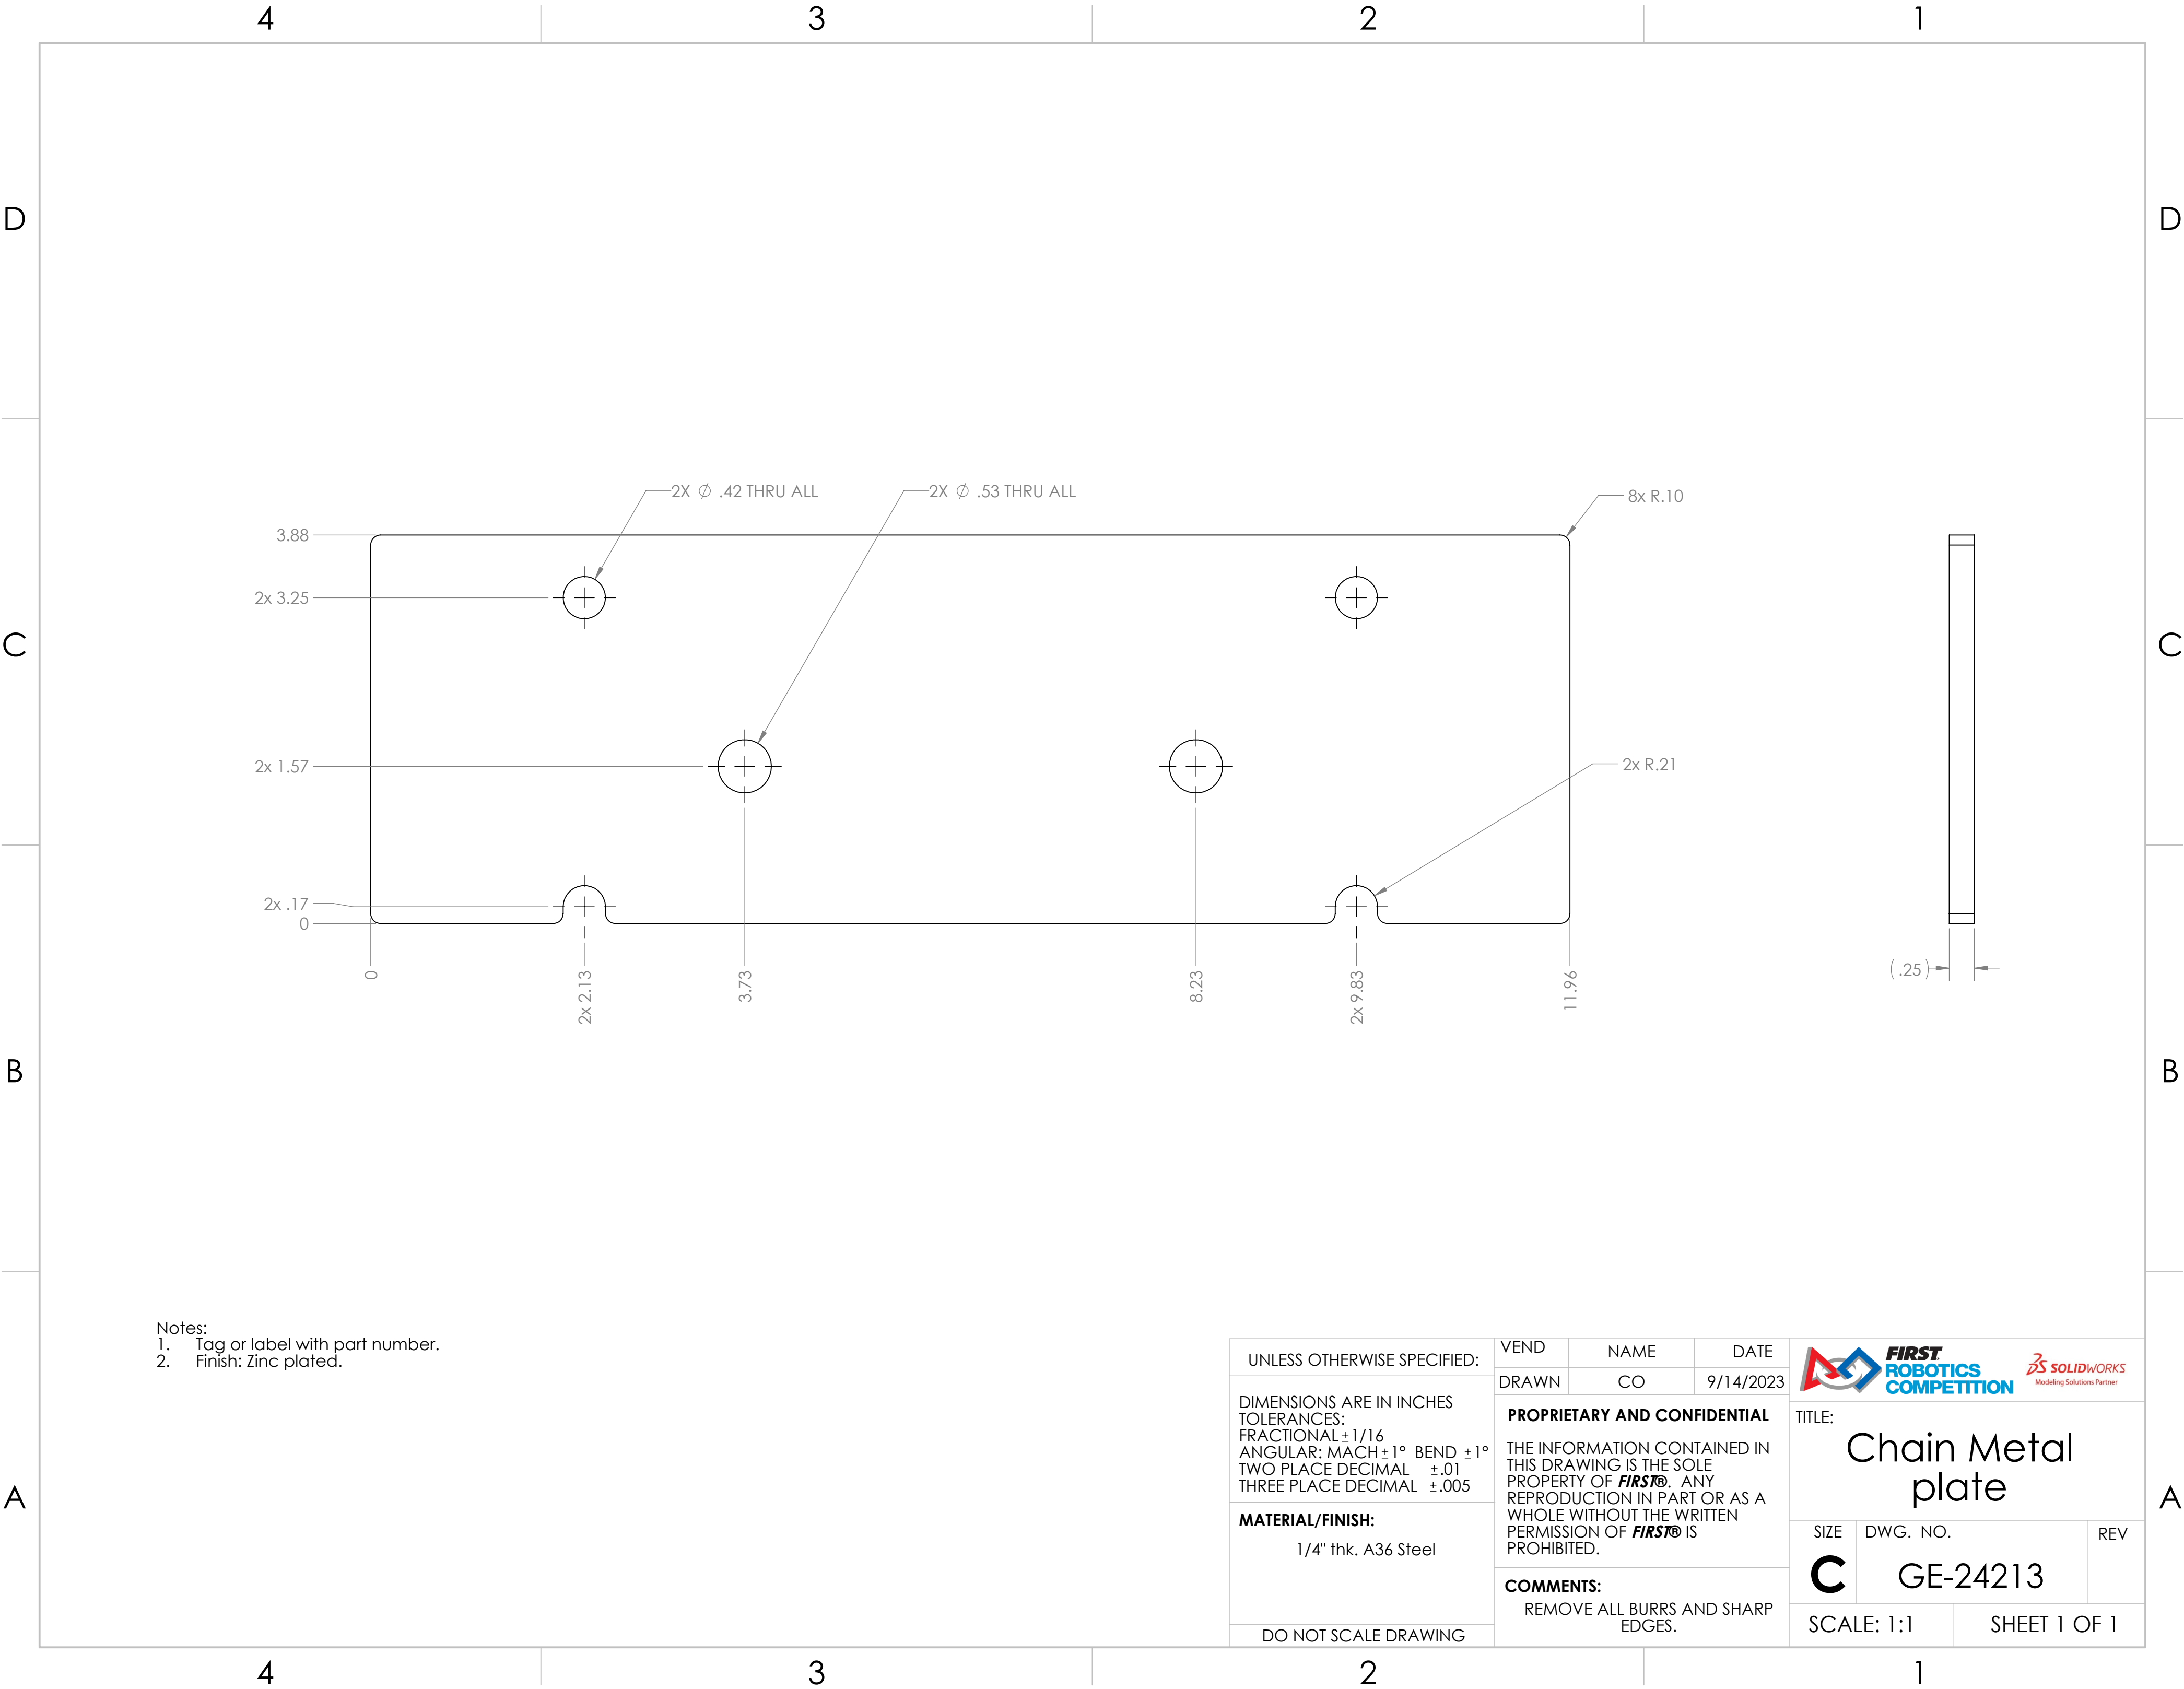 4 3 2 1
D D
2X ∅ .42 THRU ALL
2X ∅ .53 THRU ALL
8x R.10
3.88
2x 3.25
C C
2x 1.57
2x R.21
2x .17
0
(.25)
0
2x 2.13
3.73
8.23
2x 9.83
11.96
B B
Notes:
1. Tag or label with part number.
2. Finish: Zinc plated.
UNLESS OTHERWISE SPECIFIED:
DIMENSIONS ARE IN INCHES
TOLERANCES:
FRACTIONAL ±1/16
ANGULAR: MACH ±1° BEND ±1°
TWO PLACE DECIMAL ±.01
THREE PLACE DECIMAL ±.005
MATERIAL/FINISH:
1/4" thk. A36 Steel
DO NOT SCALE DRAWING
VEND NAME DATE
DRAWN CO 9/14/2023
PROPRIETARY AND CONFIDENTIAL
THE INFORMATION CONTAINED IN
THIS DRAWING IS THE SOLE
PROPERTY OF FIRST®. ANY
REPRODUCTION IN PART OR AS A
WHOLE WITHOUT THE WRITTEN
PERMISSION OF FIRST® IS
PROHIBITED.
COMMENTS:
REMOVE ALL BURRS AND SHARP
EDGES.
FIRST
ROBOTICS
COMPETITION
SOLIDWORKS
Modeling Solutions Partner
TITLE:
Chain Metal
plate
SIZE DWG. NO. REV
C GE-24213
SCALE: 1:1 SHEET 1 OF 1
A A
4 3 2 1